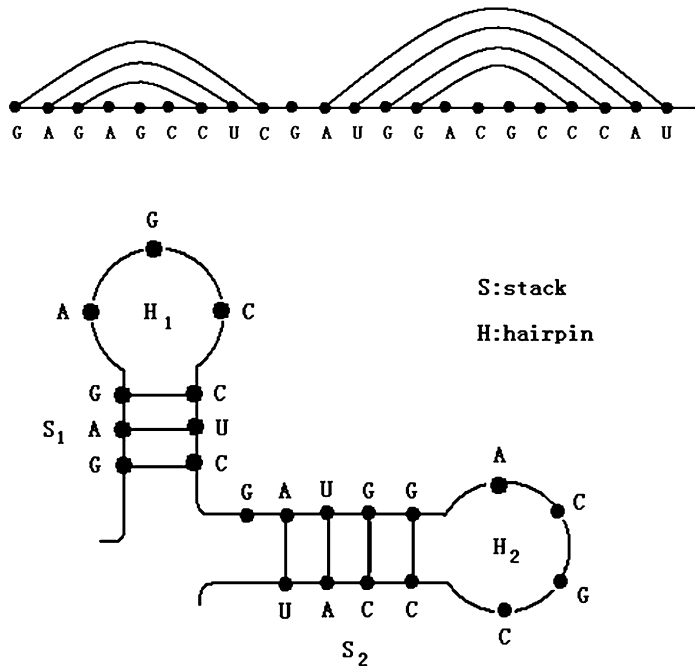 G A G A G C C U C G A U G G A C G C C C A U
G
S:stack
A H₁ C
H:hairpin
G C
S₁ A U
G C
G A U G G
A
C
H₂
G
U A C C
C
S₂